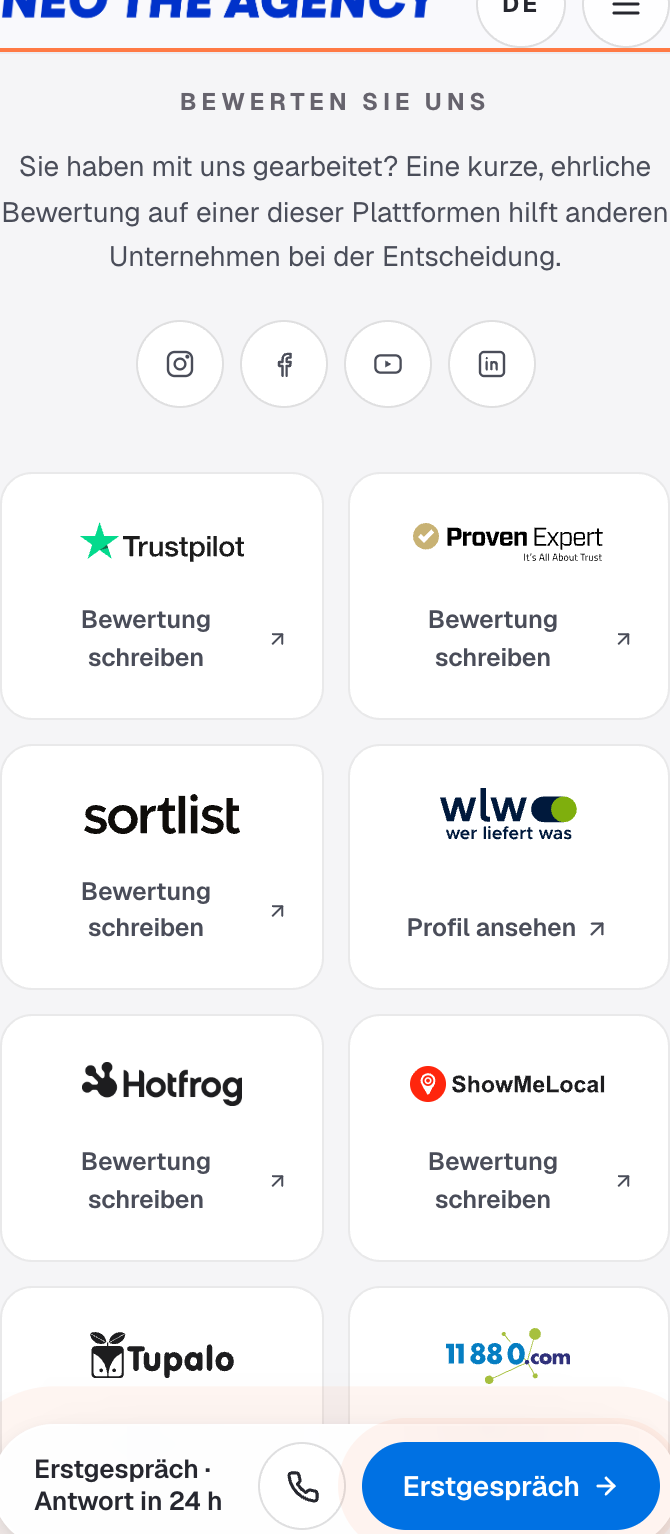 NEO THE AGENCY
DE
BEWERTEN SIE UNS
Sie haben mit uns gearbeitet? Eine kurze, ehrliche
Bewertung auf einer dieser Plattformen hilft anderen
Unternehmen bei der Entscheidung.
Trustpilot
Bewertung
schreiben
Proven Expert
It's All About Trust
Bewertung
schreiben
sortlist
Bewertung
schreiben
wlw
wer liefert was
Profil ansehen
Hotfrog
Bewertung
schreiben
ShowMeLocal
Bewertung
schreiben
Tupalo
11880.com
Erstgespräch ·
Antwort in 24 h
Erstgespräch